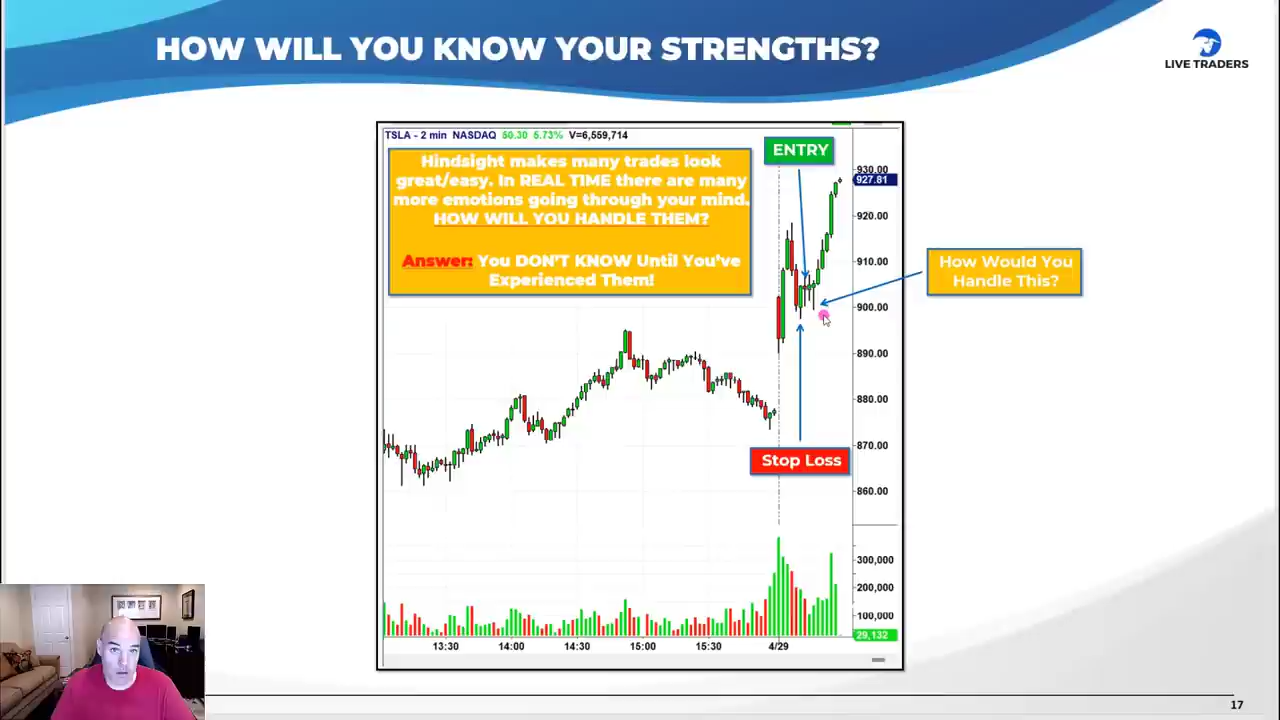 HOW WILL YOU KNOW YOUR STRENGTHS?
LIVE TRADERS
TSLA - 2 min NASDAQ 50.30 5.73% V=6,559,714
Hindsight makes many trades look
great/easy. In REAL TIME there are many
more emotions going through your mind.
HOW WILL YOU HANDLE THEM?
Answer: You DON'T KNOW Until You've
Experienced Them!
ENTRY
930.00
927.81
920.00
910.00
900.00
890.00
880.00
870.00
860.00
How Would You
Handle This?
Stop Loss
300,000
200,000
100,000
29,132
13:30 14:00 14:30 15:00 15:30 4/29
17